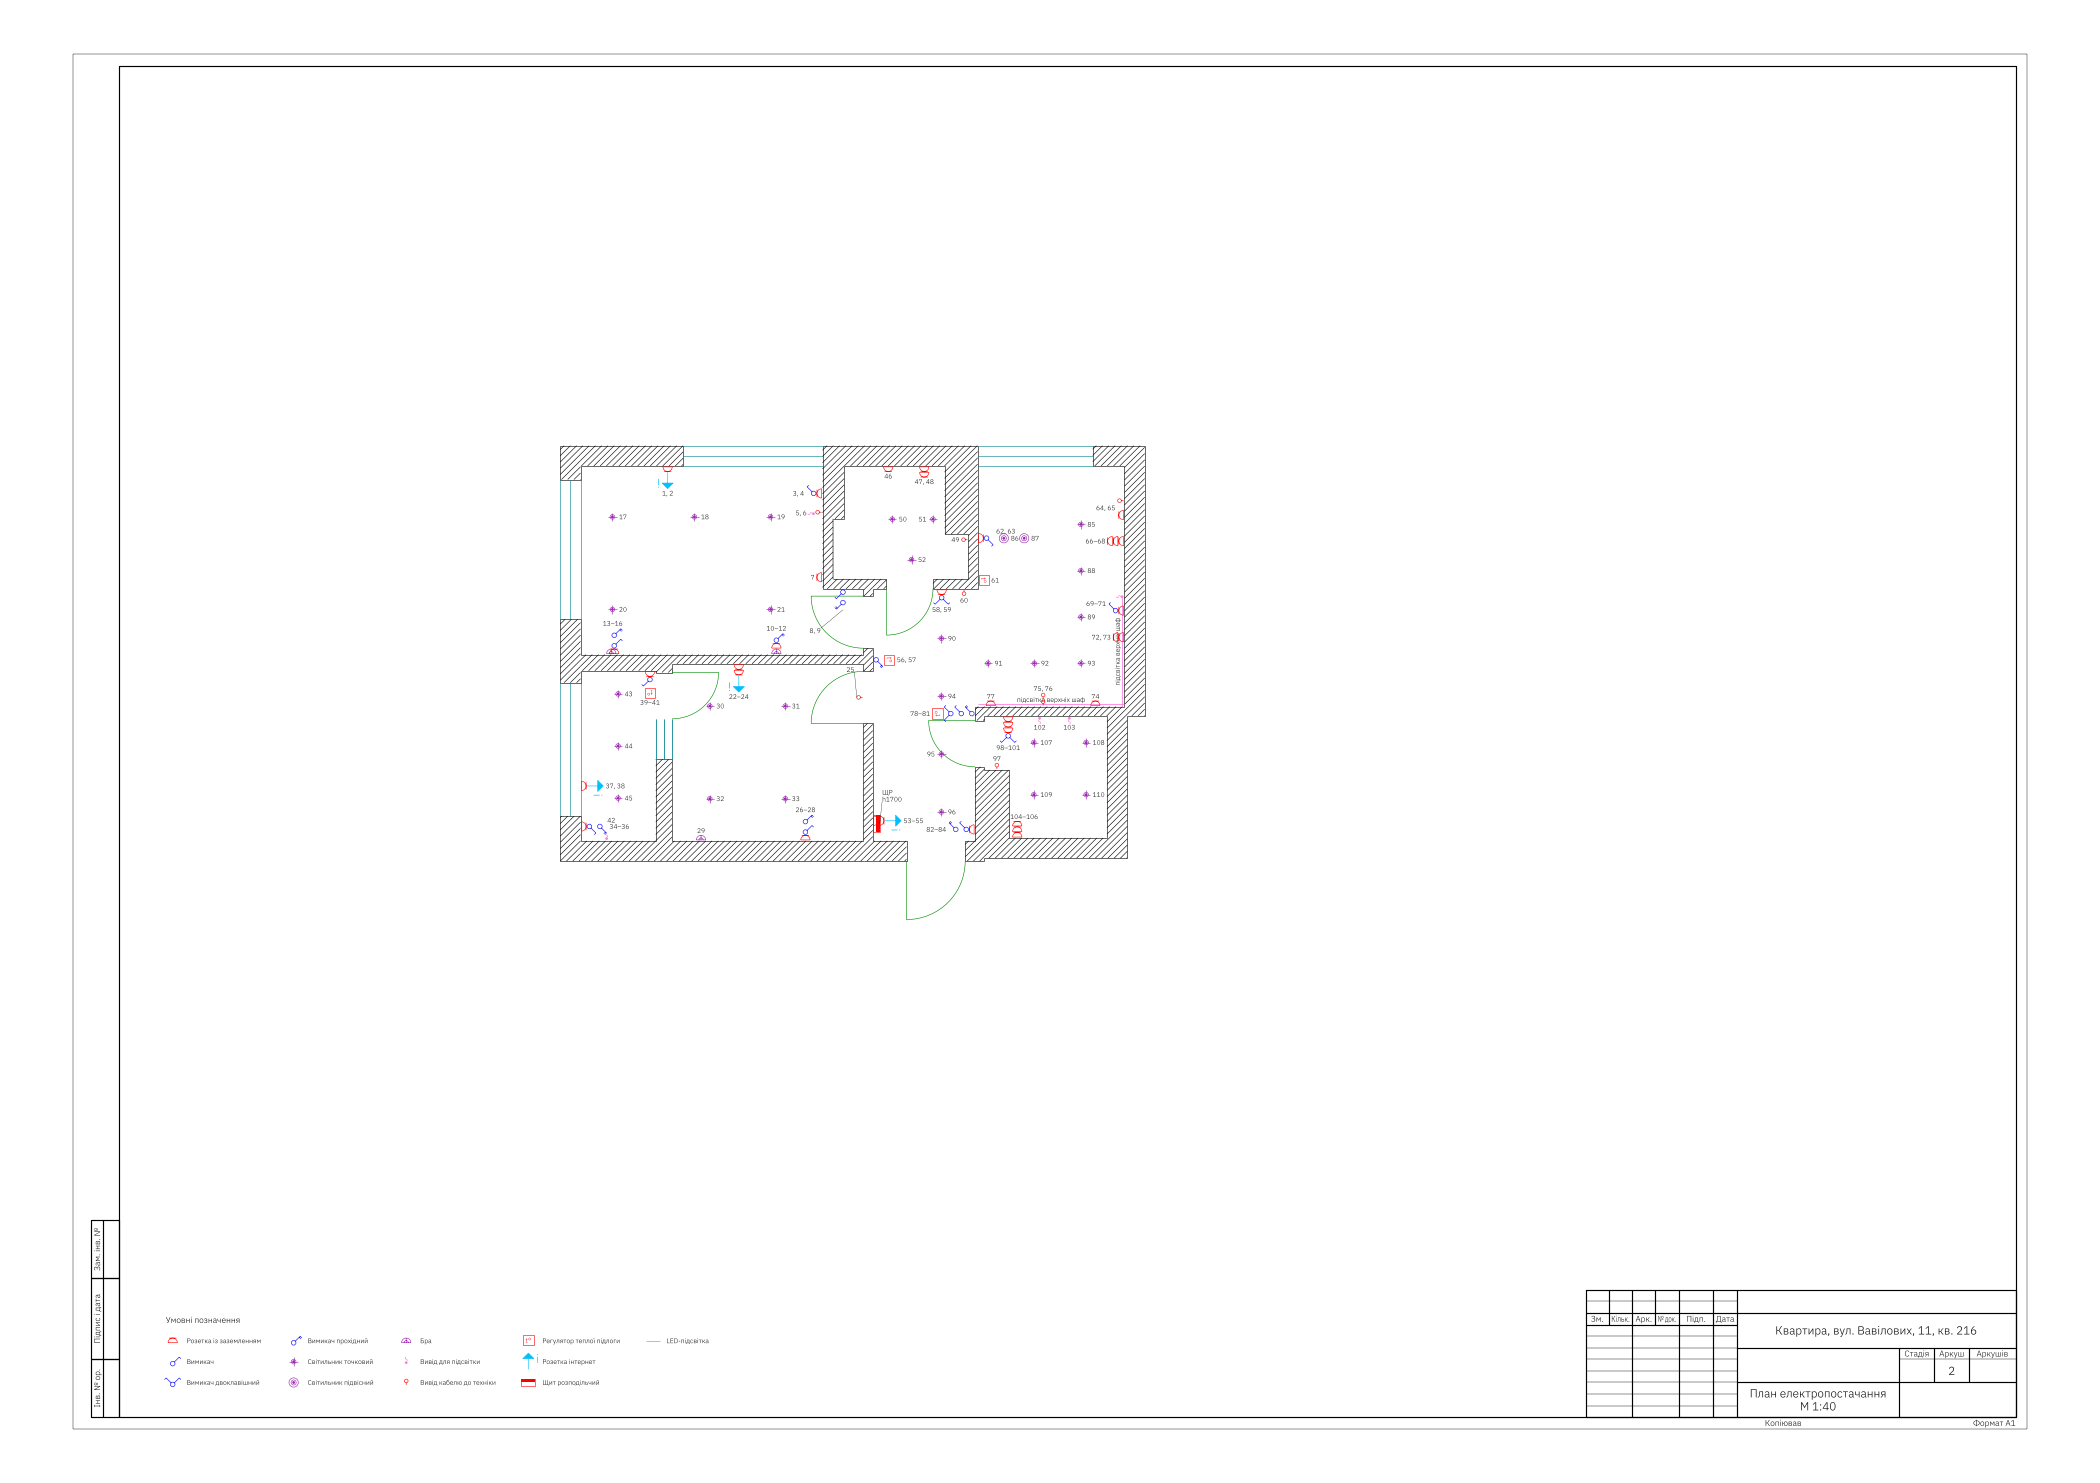 46
47, 48
1, 2
3, 4
5, 6
64, 65
17
18
19
50
51
85
62, 63
86
87
49
66–68
52
7
88
61
60
69–71
20
21
58, 59
89
13–16
10–12
8, 9
90
72, 73
підсвітка верхніх шаф
56, 57
91
92
93
25
43
39–41
22–24
94
77
75, 76
74
підсвітка верхніх шаф
30
31
78–81
102
103
44
98–101
107
108
95
97
37, 38
45
32
33
ЩР
h1700
109
110
26–28
96
104–106
42
34–36
29
53–55
82–84
Зам. інв. №
Підпис і дата
Інв. № ор.
Умовні позначення
Розетка із заземленням
Вимикач
Вимикач двоклавішний
Вимикач прохідний
Світильник точковий
Світильник підвісний
Бра
Вивід для підсвітки
Вивід кабелю до техніки
Регулятор теплої підлоги
Розетка інтернет
Щит розподільчий
LED-підсвітка
Зм. Кільк. Арк. № док. Підп. Дата
Квартира, вул. Вавілових, 11, кв. 216
Стадія Аркуш Аркушів
2
План електропостачання
М 1:40
Копіював
Формат А1